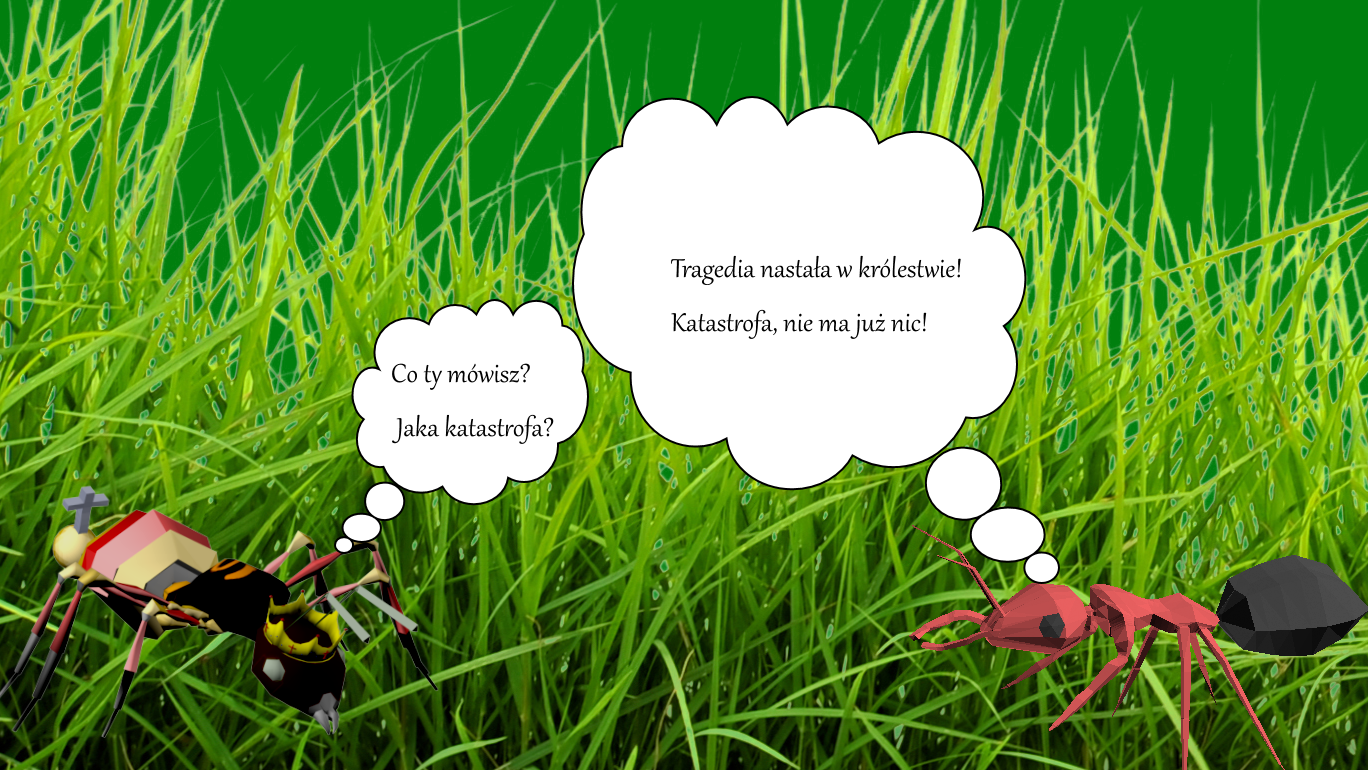 Tragedia nastała w królestwie!
Katastrofa, nie ma już nic!
Co ty mówisz?
Jaka katastrofa?